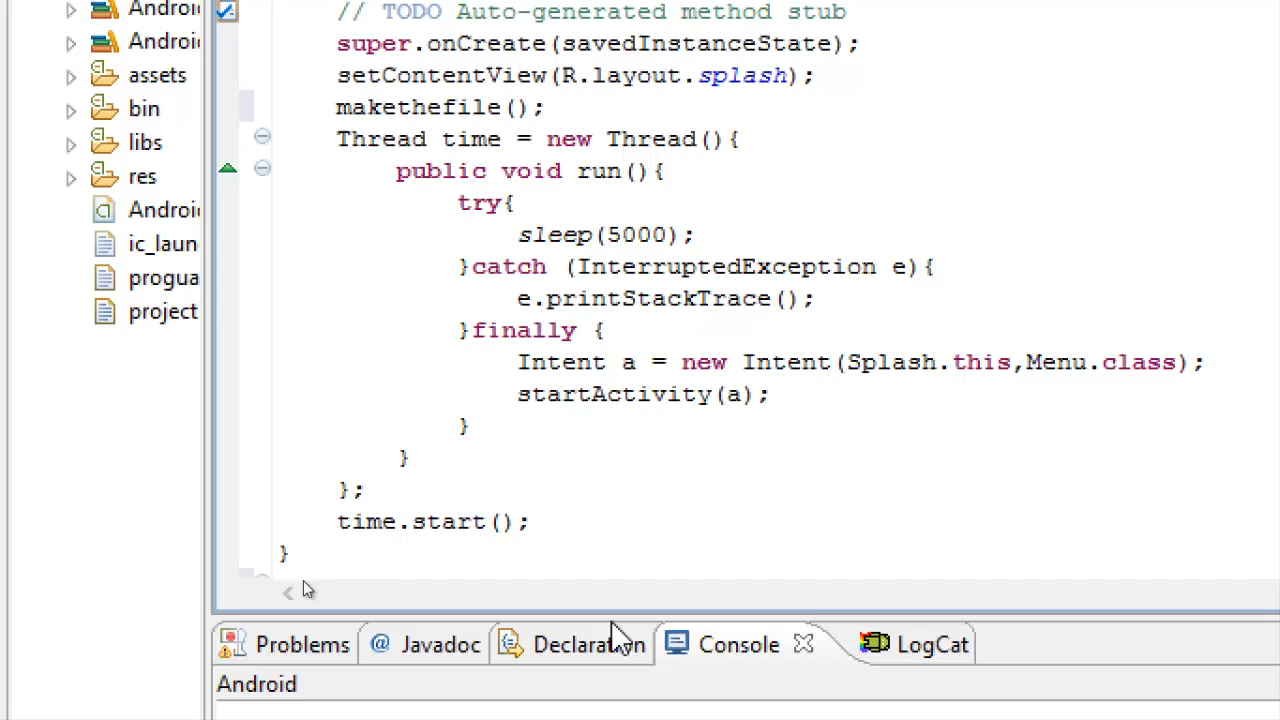 Androi
Androi
assets
bin
libs
res
Androi
ic_laun
progua
project
// TODO Auto-generated method stub
super.onCreate(savedInstanceState);
setContentView(R.layout.splash);
makethefile();
Thread time = new Thread(){
public void run(){
try{
sleep(5000);
}catch (InterruptedException e){
e.printStackTrace();
}finally {
Intent a = new Intent(Splash.this,Menu.class);
startActivity(a);
}
}
};
time.start();
}
Problems @ Javadoc Declaration Console LogCat
Android